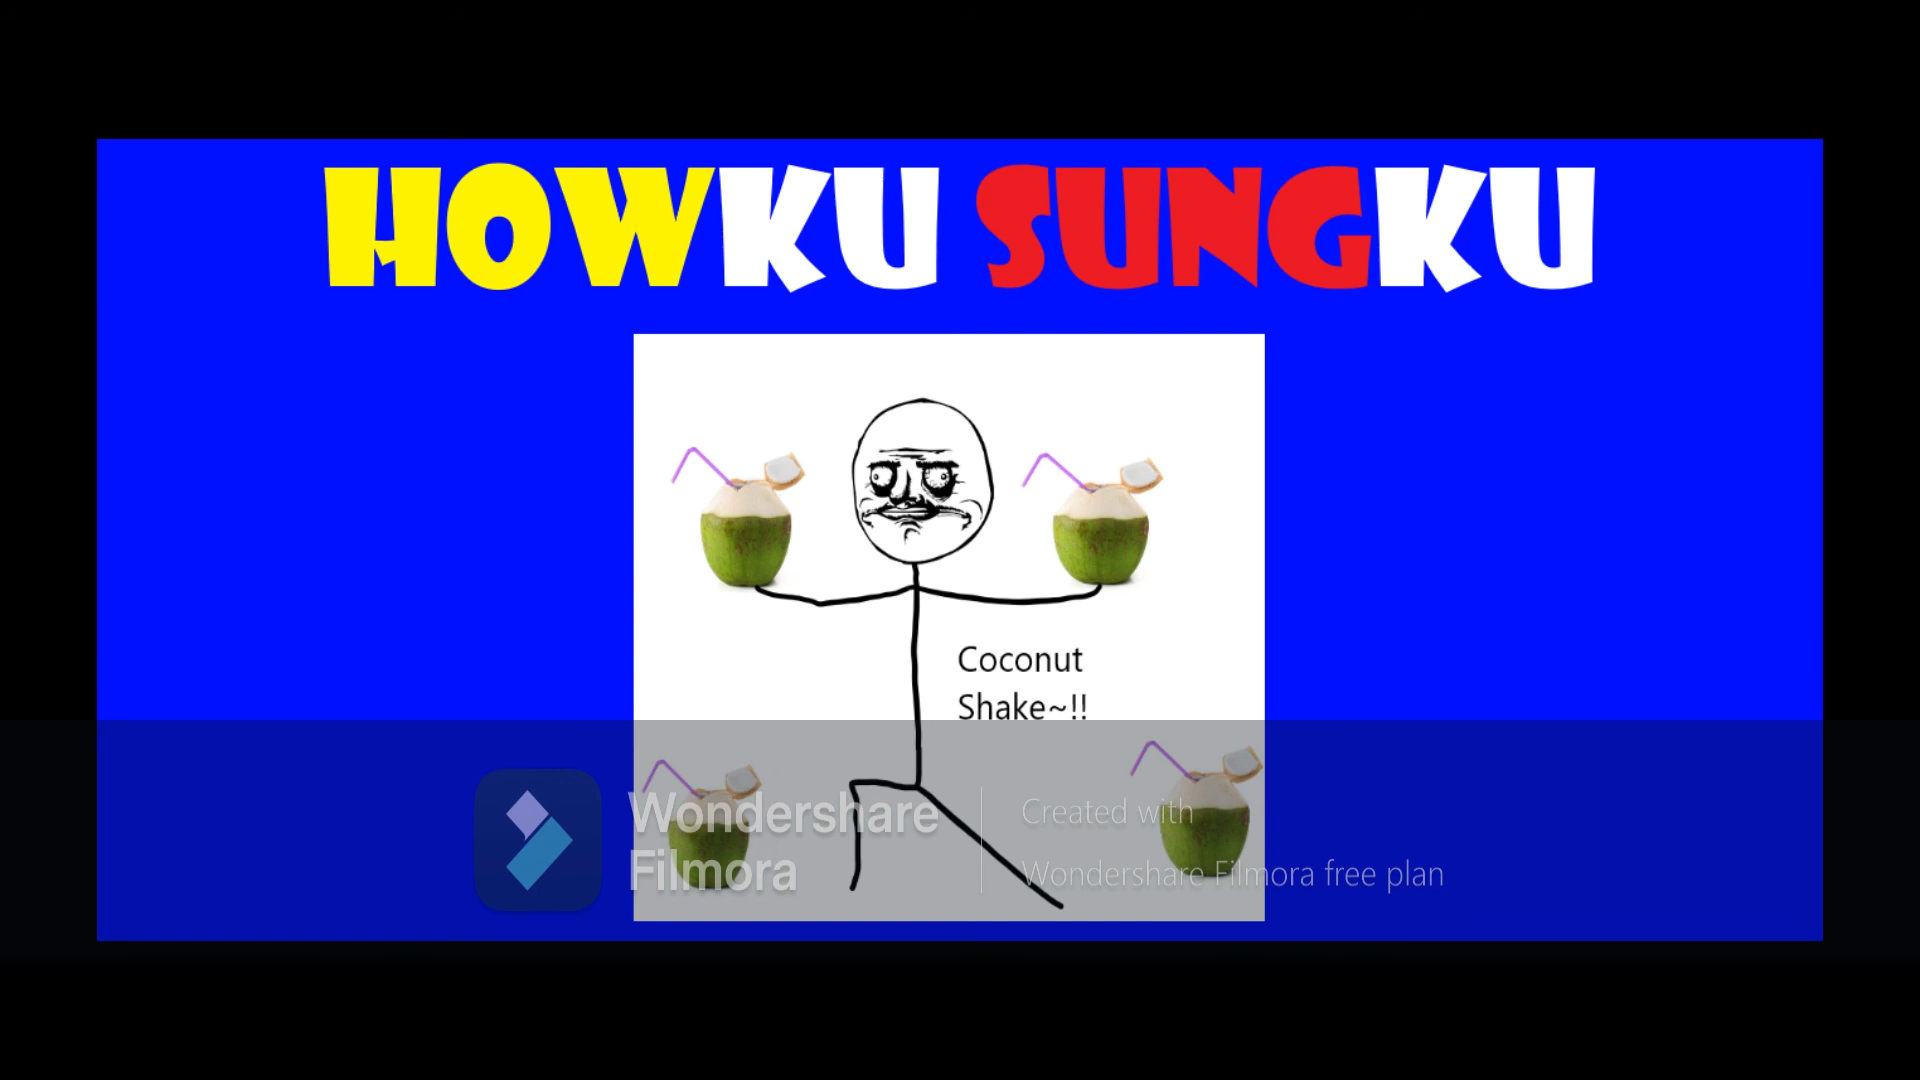 HOWKU SUNGKU
Coconut
Shake~!!
Wondershare
Filmora
Created with
Wondershare Filmora free plan